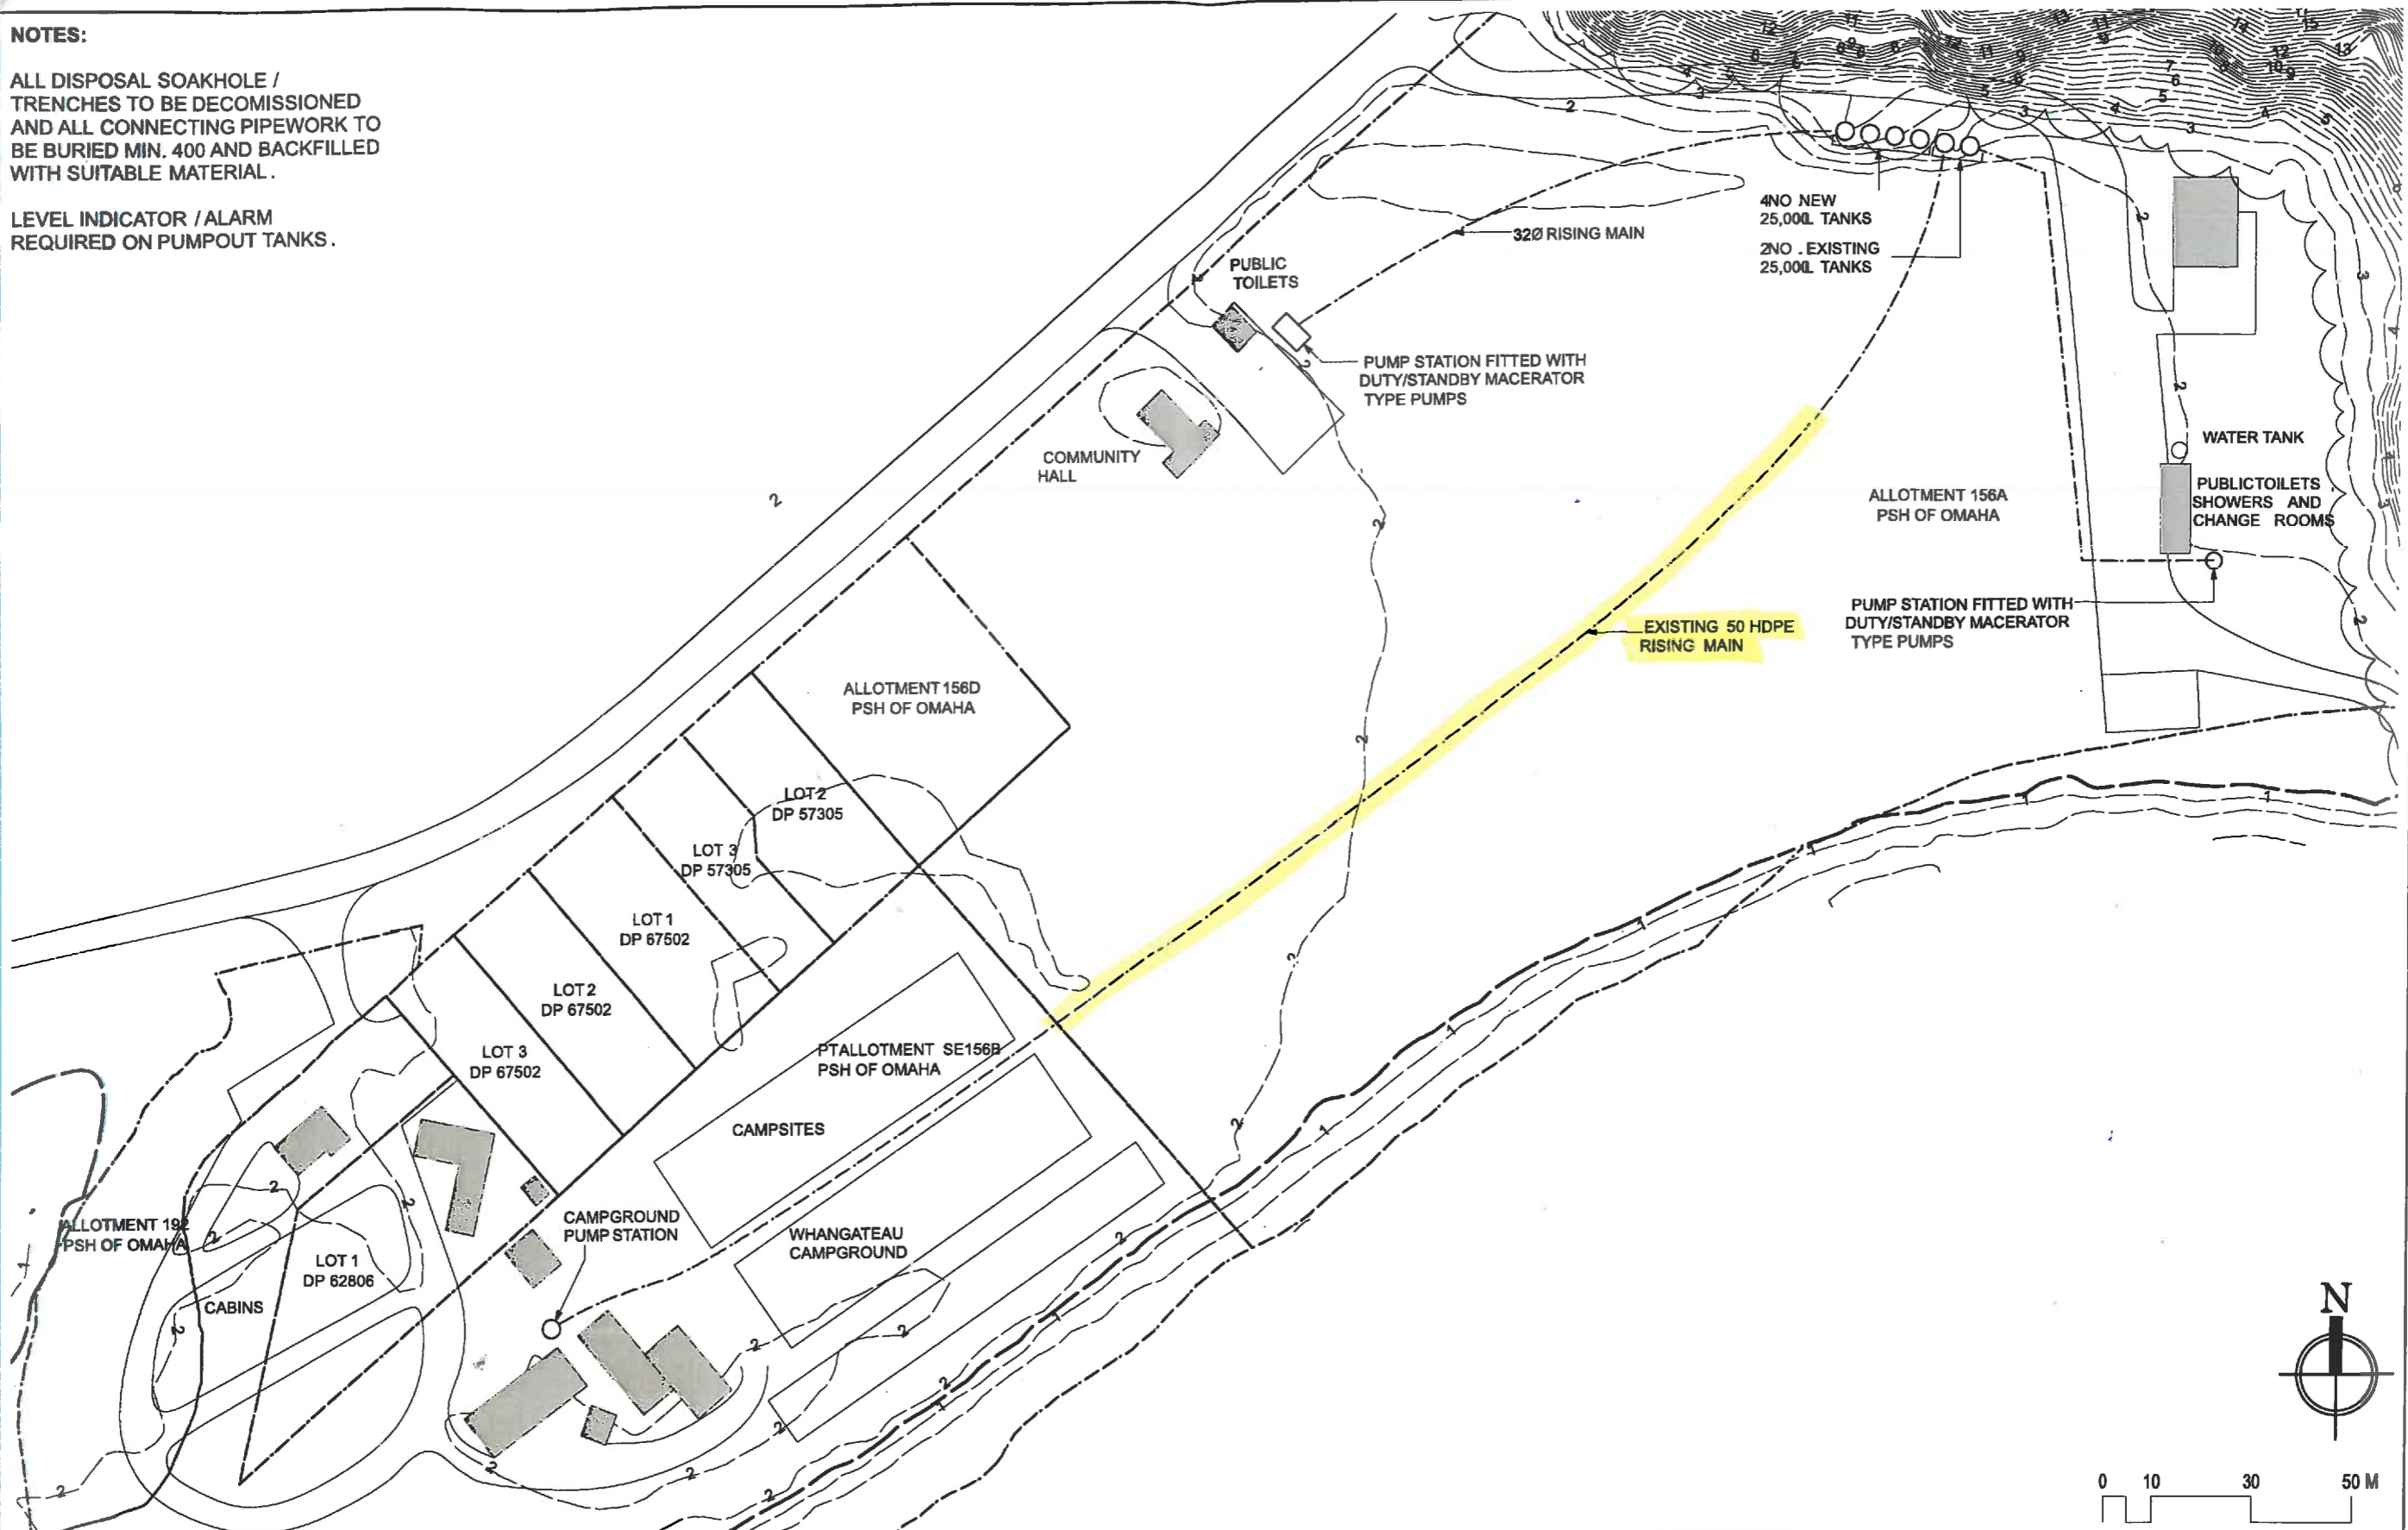 NOTES:
ALL DISPOSAL SOAKHOLE /
TRENCHES TO BE DECOMISSIONED
AND ALL CONNECTING PIPEWORK TO
BE BURIED MIN. 400 AND BACKFILLED
WITH SUITABLE MATERIAL.
LEVEL INDICATOR / ALARM
REQUIRED ON PUMPOUT TANKS.
4NO NEW
25,000L TANKS
2NO. EXISTING
25,000L TANKS
32Ø RISING MAIN
PUBLIC
TOILETS
PUMP STATION FITTED WITH
DUTY/STANDBY MACERATOR
TYPE PUMPS
COMMUNITY
HALL
WATER TANK
PUBLICTOILETS
SHOWERS AND
CHANGE ROOMS
ALLOTMENT 156A
PSH OF OMAHA
PUMP STATION FITTED WITH
DUTY/STANDBY MACERATOR
TYPE PUMPS
EXISTING 50 HDPE
RISING MAIN
ALLOTMENT 156D
PSH OF OMAHA
LOT 2
DP 57305
LOT 3
DP 57305
LOT 1
DP 67502
LOT 2
DP 67502
LOT 3
DP 67502
PTALLOTMENT SE156B
PSH OF OMAHA
CAMPSITES
CAMPGROUND
PUMP STATION
WHANGATEAU
CAMPGROUND
ALLOTMENT 192
PSH OF OMAHA
LOT 1
DP 62806
CABINS
N
0 10 30 50 M